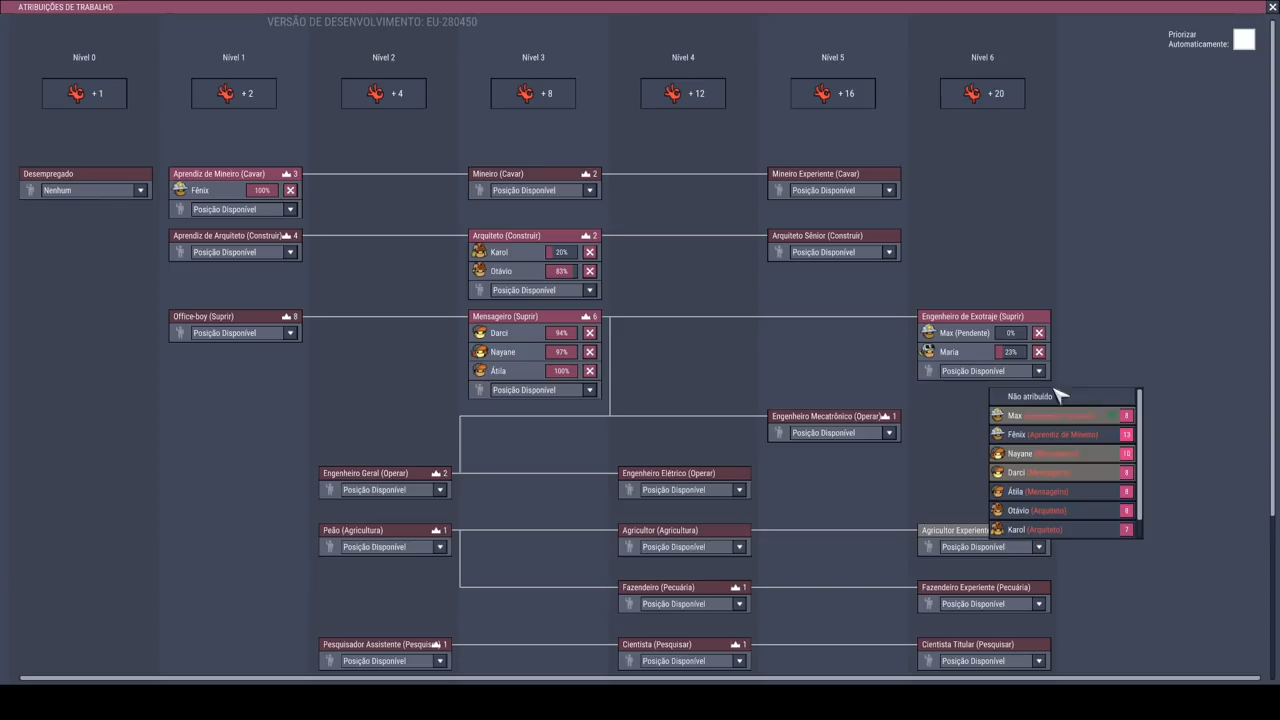 ATRIBUIÇÕES DE TRABALHO
VERSÃO DE DESENVOLVIMENTO: EU-280450
Priorizar
Automaticamente:
Nível 0
Nível 1
Nível 2
Nível 3
Nível 4
Nível 5
Nível 6
+ 1
+ 2
+ 4
+ 8
+ 12
+ 16
+ 20
Desempregado
Nenhum
Aprendiz de Mineiro (Cavar) 3
Fênix 100%
Posição Disponível
Mineiro (Cavar) 2
Posição Disponível
Mineiro Experiente (Cavar)
Posição Disponível
Aprendiz de Arquiteto (Construir) 4
Posição Disponível
Arquiteto (Construir) 2
Karol 20%
Otávio 83%
Posição Disponível
Arquiteto Sênior (Construir)
Posição Disponível
Office-boy (Suprir) 8
Posição Disponível
Mensageiro (Suprir) 6
Darci 94%
Nayane 97%
Átila 100%
Posição Disponível
Engenheiro de Exotraje (Suprir)
Max (Pendente) 0%
Maria 23%
Posição Disponível
Não atribuído
Max 8
Fênix (Aprendiz de Mineiro) 13
Nayane (Mensageiro) 10
Darci (Mensageiro) 8
Átila (Mensageiro) 8
Otávio (Arquiteto) 8
Karol (Arquiteto) 7
Engenheiro Mecatrônico (Operar) 1
Posição Disponível
Engenheiro Geral (Operar) 2
Posição Disponível
Engenheiro Elétrico (Operar)
Posição Disponível
Peão (Agricultura) 1
Posição Disponível
Agricultor (Agricultura)
Posição Disponível
Agricultor Experiente
Posição Disponível
Fazendeiro (Pecuária) 1
Posição Disponível
Fazendeiro Experiente (Pecuária)
Posição Disponível
Pesquisador Assistente (Pesquis 1
Posição Disponível
Cientista (Pesquisar) 1
Posição Disponível
Cientista Titular (Pesquisar)
Posição Disponível